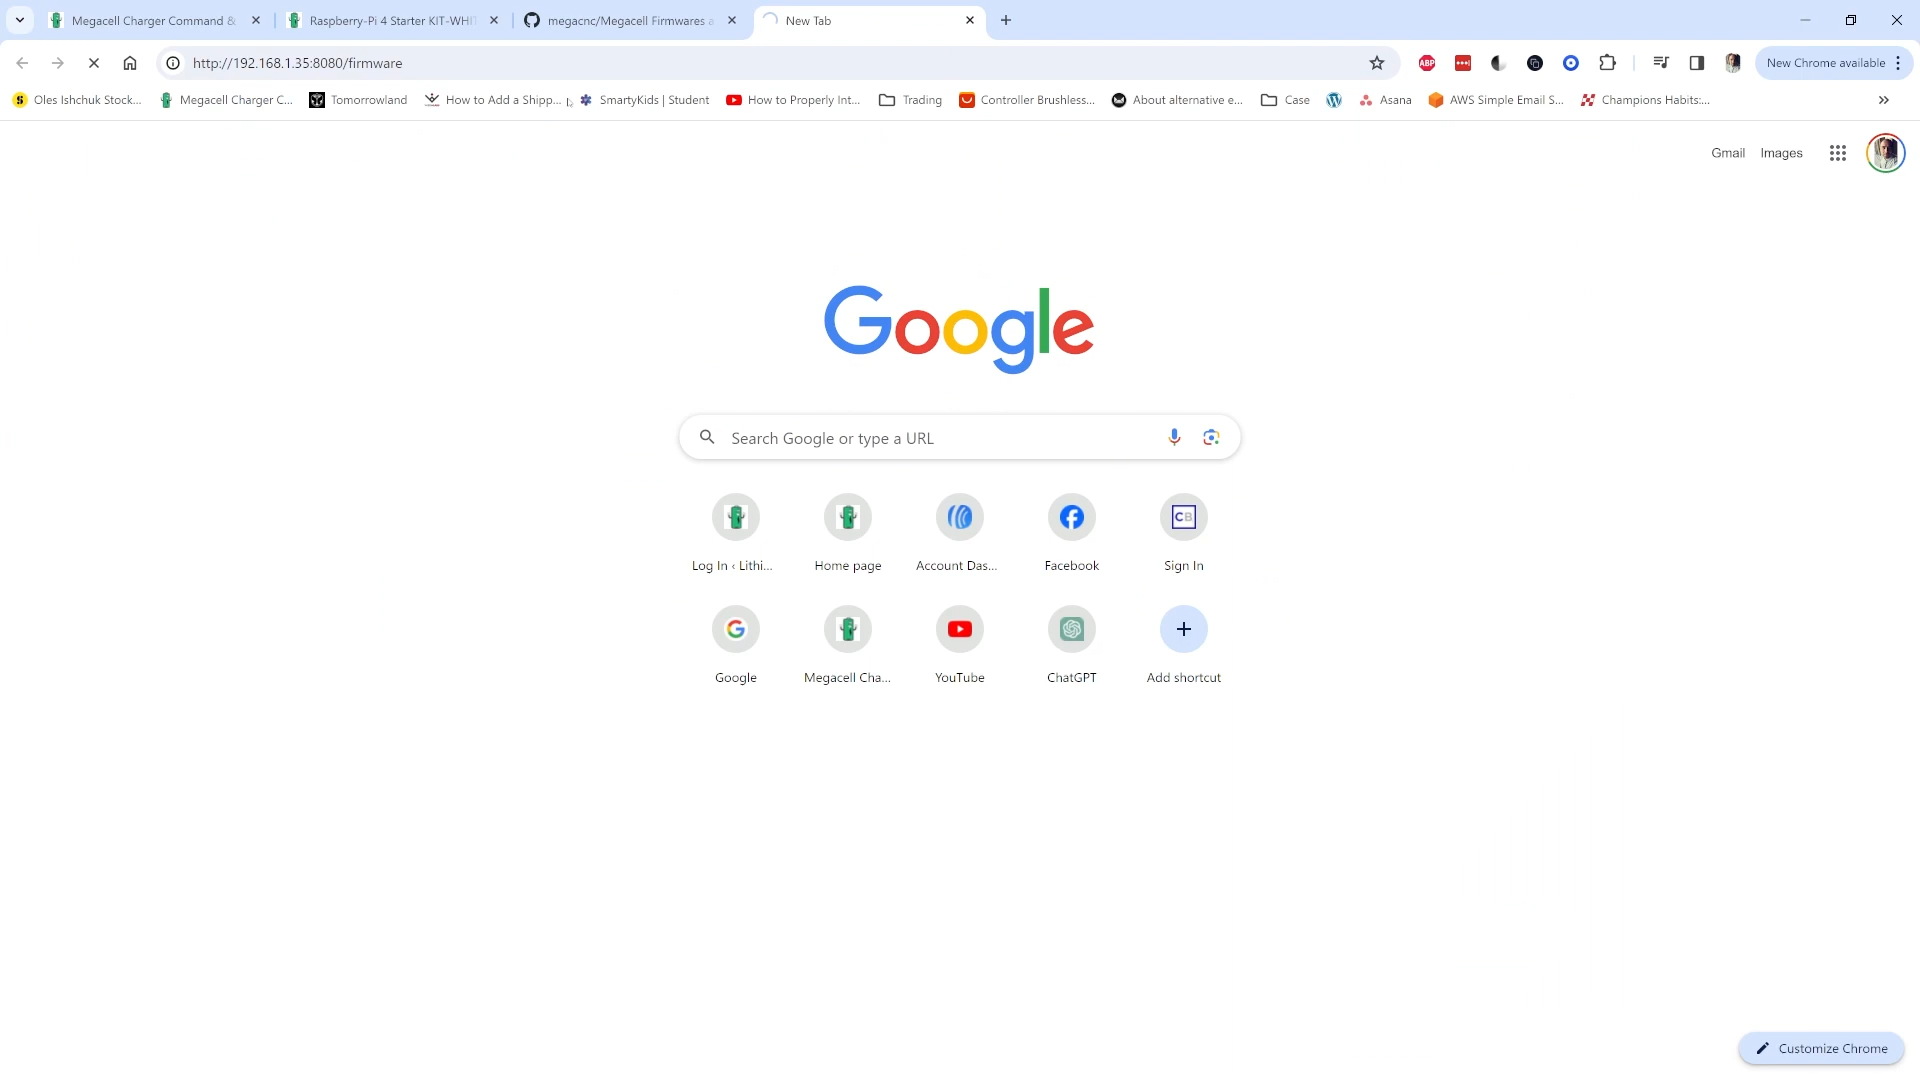 Megacell Charger Command &
Raspberry-Pi 4 Starter KIT-WHI
megacnc/Megacell Firmwares a
New Tab
http://192.168.1.35:8080/firmware
ABP
New Chrome available
Oles Ishchuk Stock...
Megacell Charger C...
Tomorrowland
How to Add a Shipp...
SmartyKids | Student
How to Properly Int...
Trading
Controller Brushless...
About alternative e...
Case
Asana
AWS Simple Email S...
Champions Habits:...
Gmail
Images
Google
Search Google or type a URL
Log In ‹ Lithi...
Home page
Account Das...
Facebook
CB
Sign In
Google
Megacell Cha...
YouTube
ChatGPT
Add shortcut
Customize Chrome